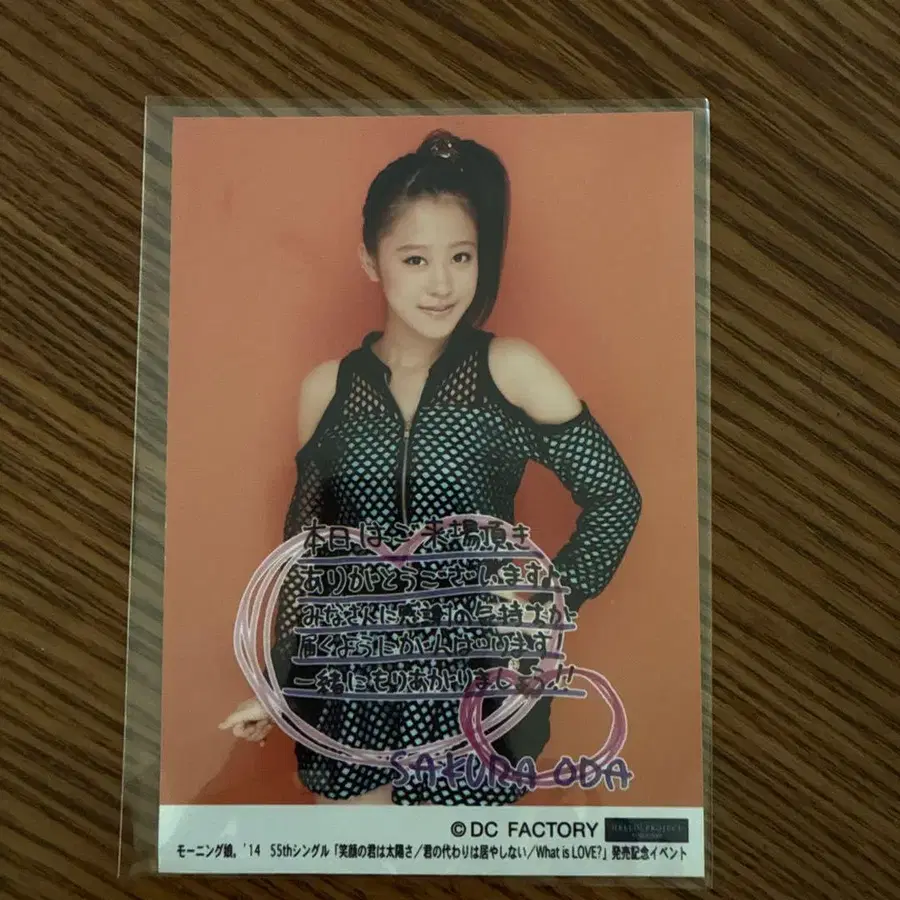 本日はご来場頂き
ありがとうございます
みなさんに感謝の気持ちが
届くようにがんばります
一緒にもりあがりましょう!!
SAKURA ODA
©DC FACTORY
HELLO! PROJECT
モーニング娘。'14 55thシングル「笑顔の君は太陽さ/君の代わりは居やしない/What is LOVE?」発売記念イベント